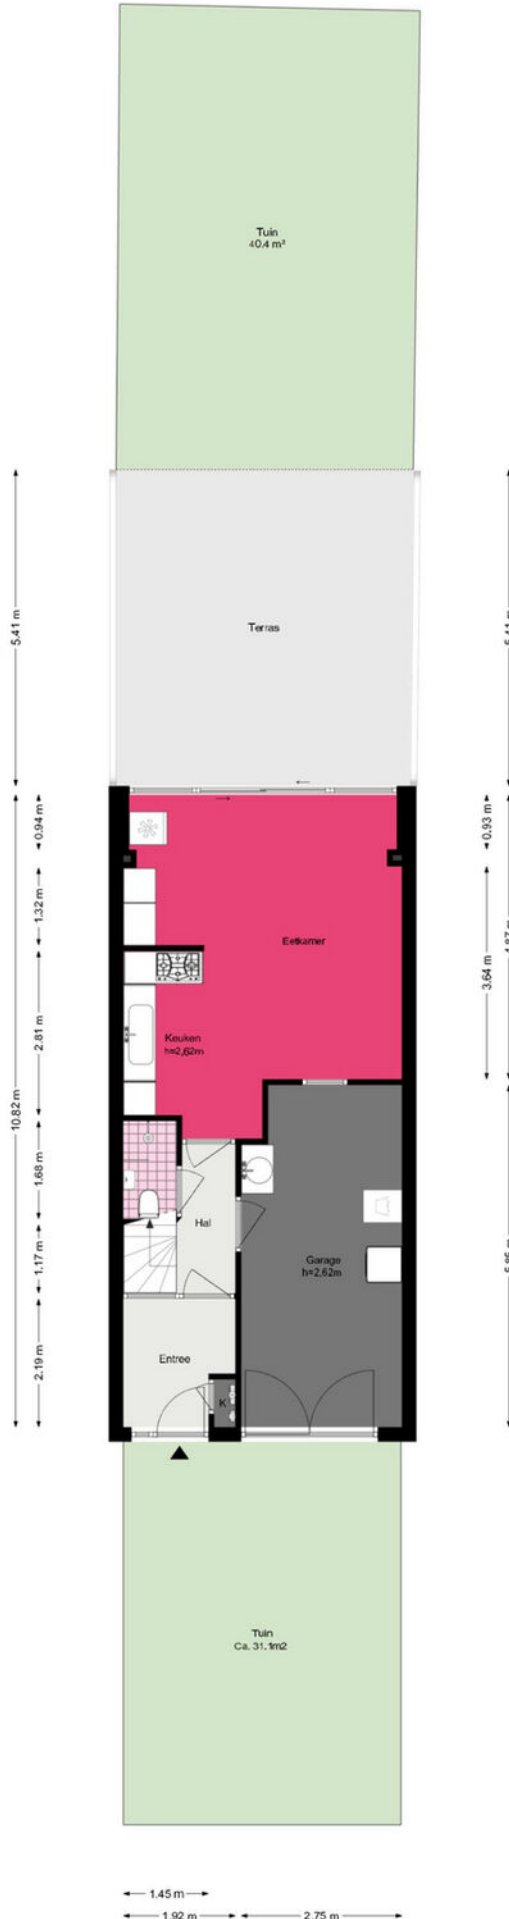 Tuin
40.4 m²
5.41 m
Terras
0.94 m
0.93 m
1.32 m
Eetkamer
3.64 m
2.81 m
Keuken
h=2,62m
10.82 m
1.68 m
Hal
1.17 m
Garage
h=2,62m
2.19 m
Entree
K
Tuin
Ca. 31.1m2
1.45 m
1.92 m
2.75 m